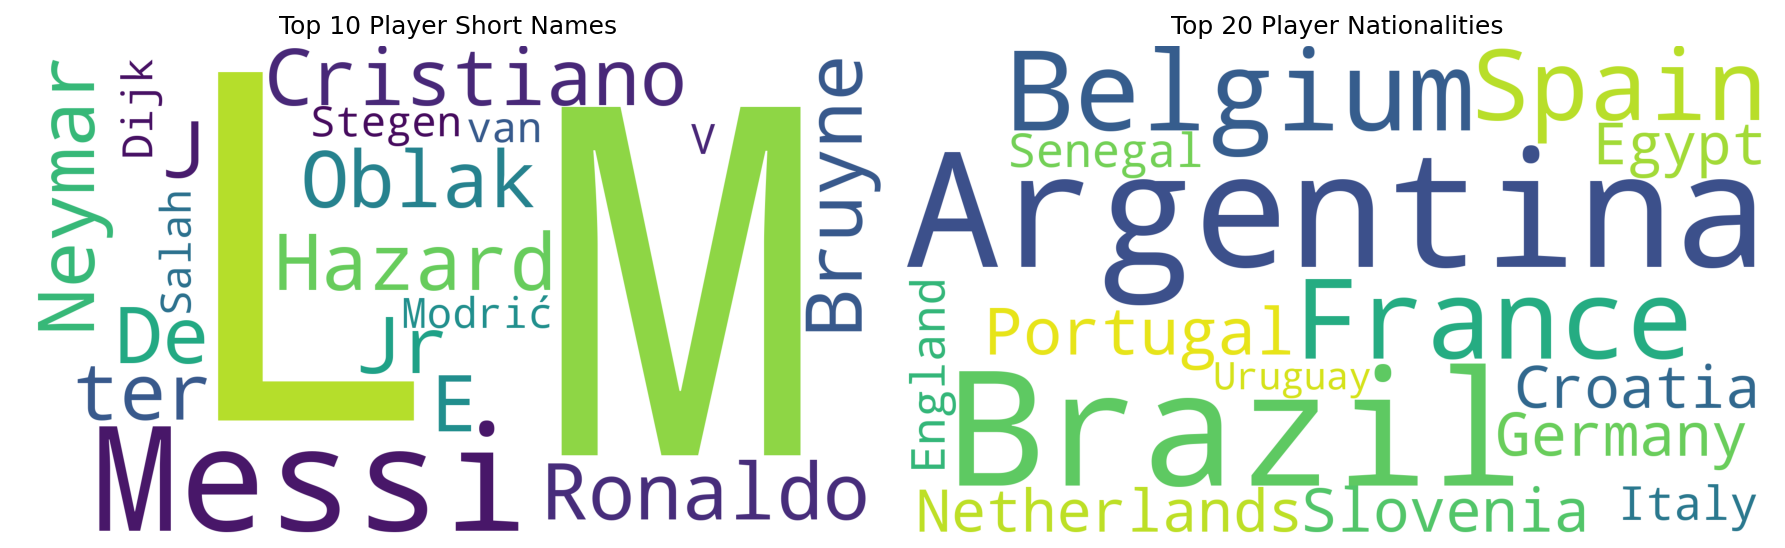 Top 10 Player Short Names
Cristiano
Neymar
Dijk
J
L
Stegen
van
V
M
Bruyne
Oblak
Salah
Hazard
De
Modrić
Jr
ter
E
Messi
Ronaldo
Top 20 Player Nationalities
Belgium
Spain
Senegal
Egypt
Argentina
England
Portugal
France
Uruguay
Croatia
Brazil
Germany
Netherlands
Slovenia
Italy